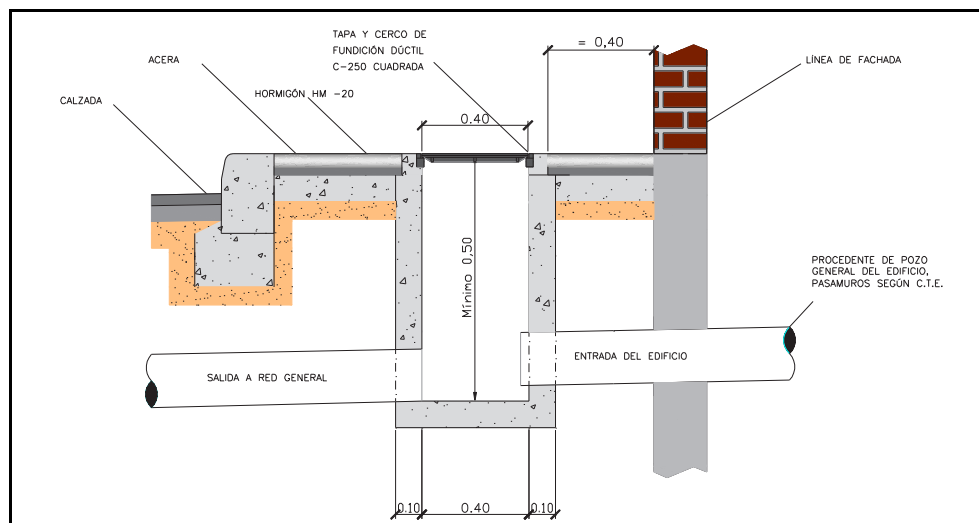 TAPA Y CERCO DE
FUNDICIÓN DÚCTIL
C-250 CUADRADA
= 0,40
ACERA
LÍNEA DE FACHADA
HORMIGÓN HM -20
CALZADA
0.40
Mínimo 0,50
PROCEDENTE DE POZO
GENERAL DEL EDIFICIO,
PASAMUROS SEGÚN C.T.E.
ENTRADA DEL EDIFICIO
SALIDA A RED GENERAL
0.10
0.40
0.10